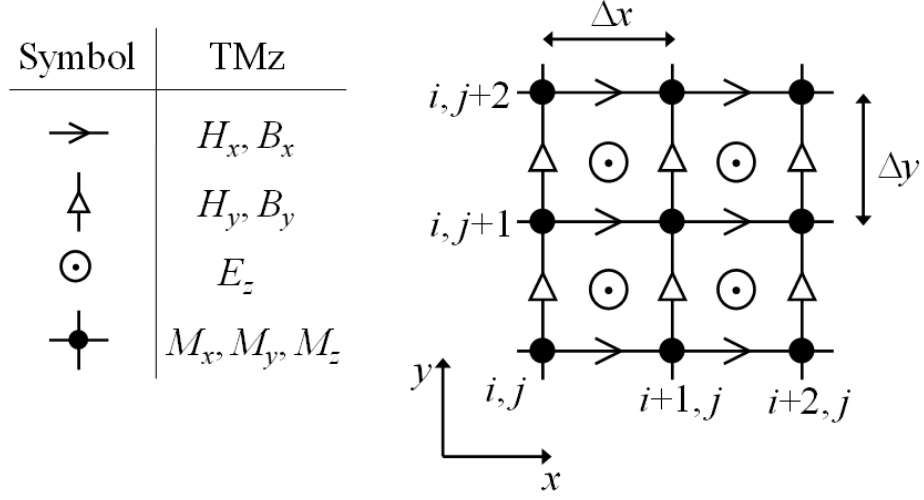 Symbol TMz
Hx, Bx
Hy, By
Ez
Mx, My, Mz
Δx
i, j+2
Δy
i, j+1
y
i, j
i+1, j
i+2, j
x